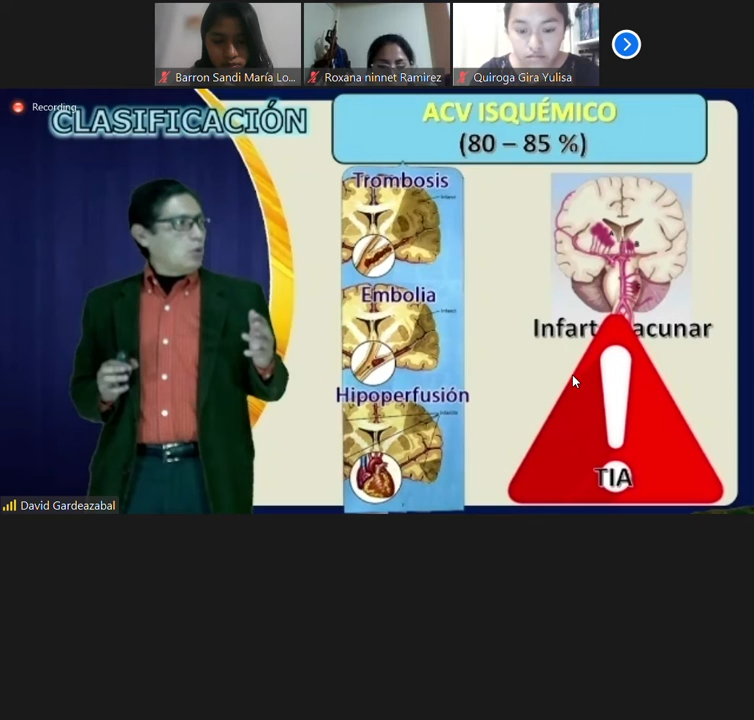 Barron Sandi María Lo...
Roxana ninnet Ramirez
Quiroga Gira Yulisa
Recording
CLASIFICACIÓN
ACV ISQUÉMICO
(80 – 85 %)
Trombosis
Embolia
Hipoperfusión
Infart acunar
TIA
David Gardeazabal